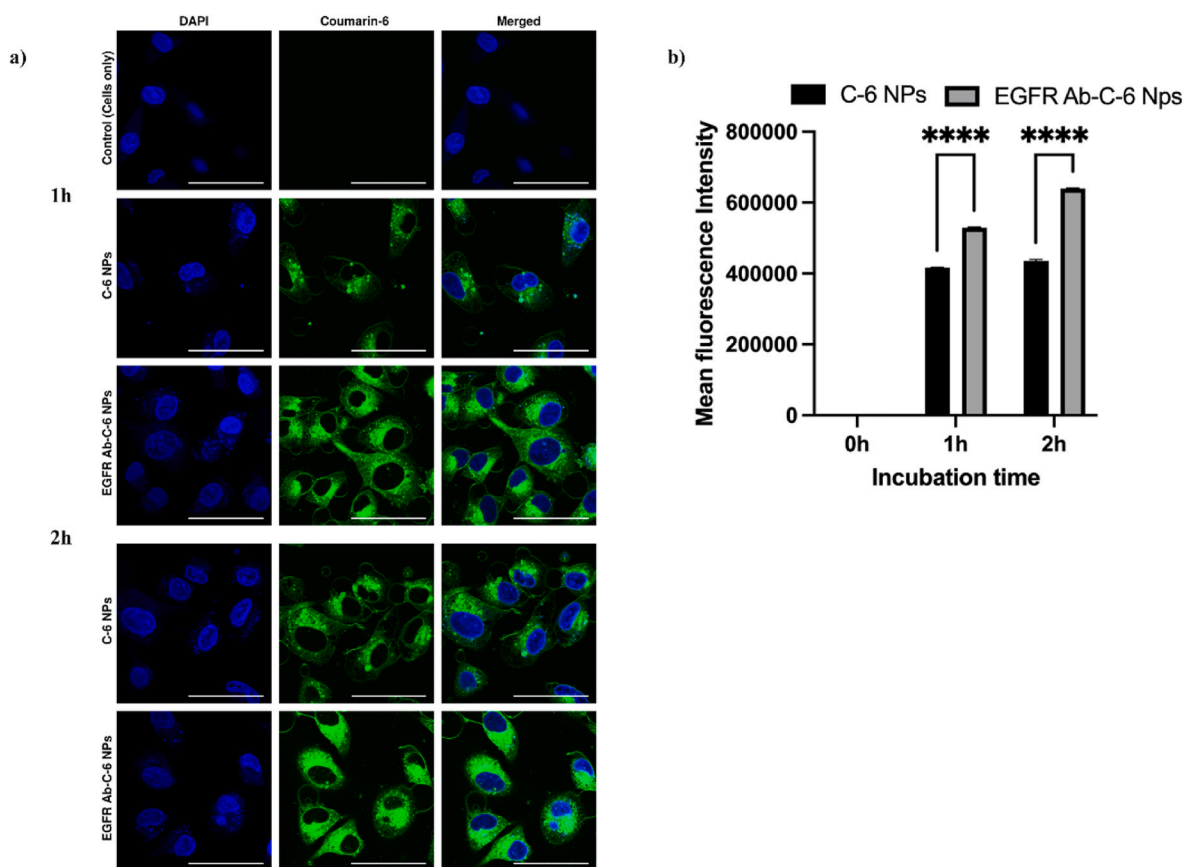 a)
DAPI Coumarin-6 Merged
Control (Cells only)
1h
C-6 NPs
EGFR Ab-C-6 NPs
2h
C-6 NPs
EGFR Ab-C-6 NPs
b)
C-6 NPs EGFR Ab-C-6 Nps
Mean fluorescence Intensity
800000
600000
400000
200000
0
**** ****
0h 1h 2h
Incubation time